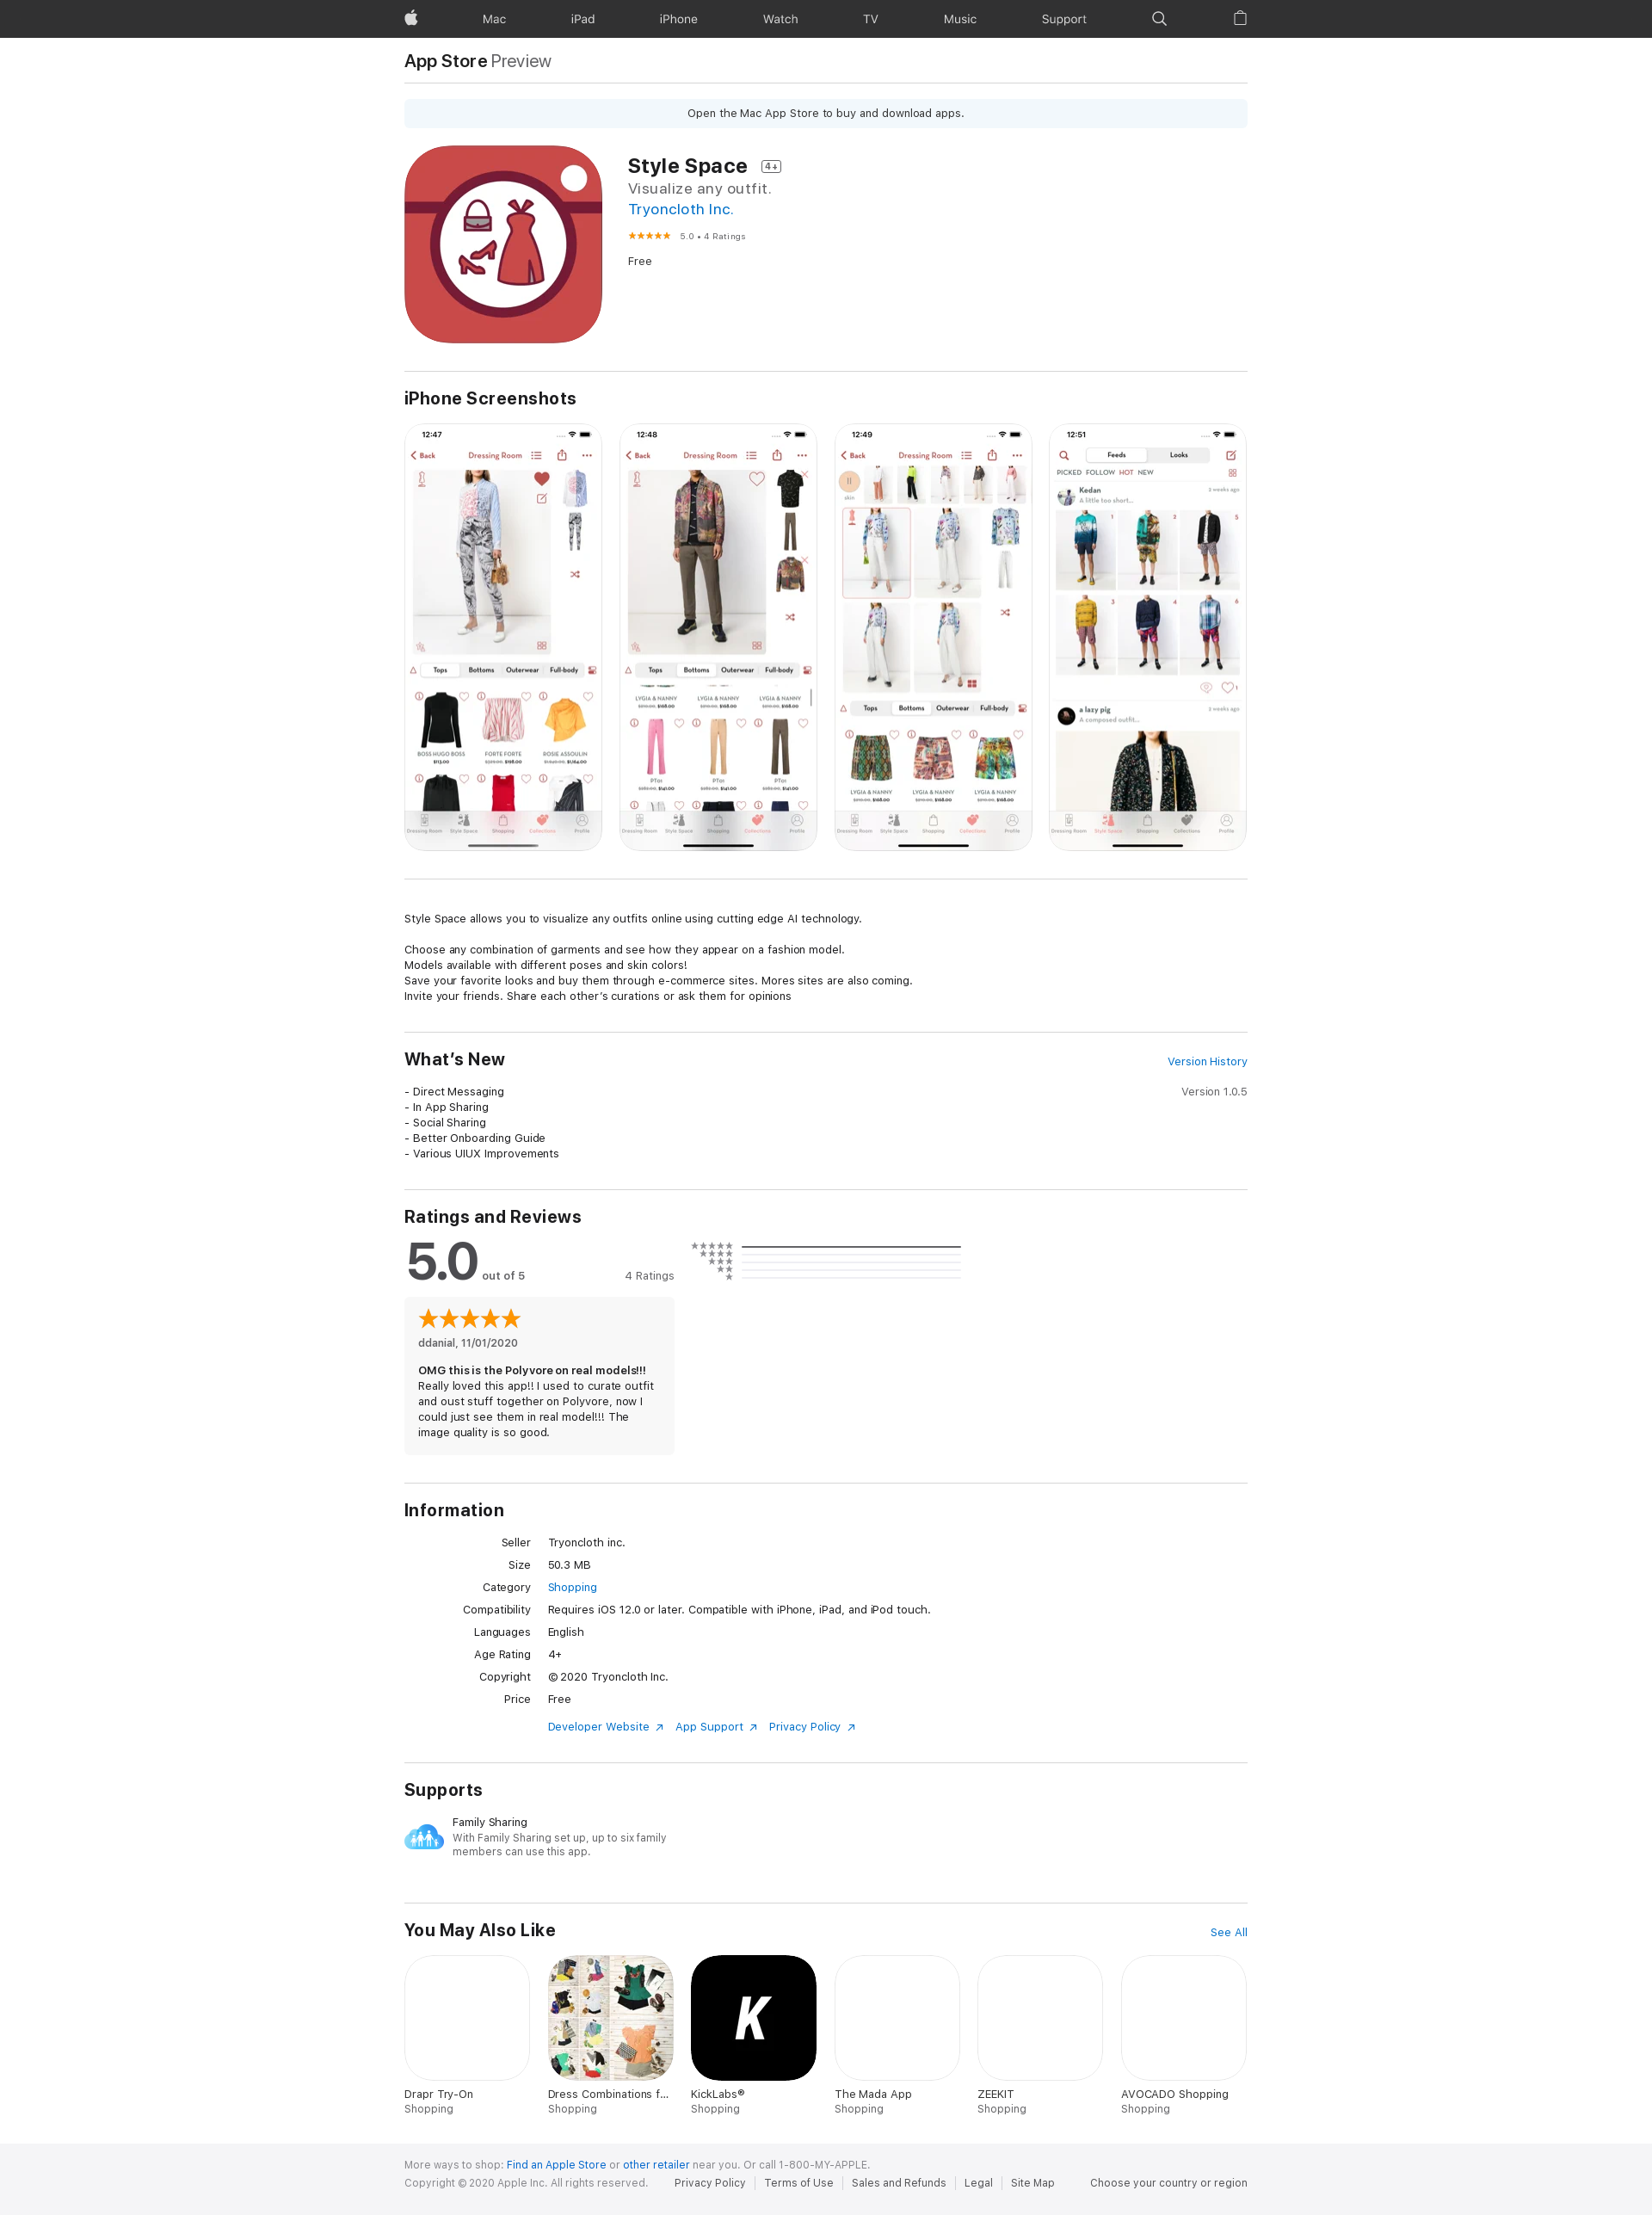 Mac iPad iPhone Watch TV Music Support
App Store Preview
Open the Mac App Store to buy and download apps.
Style Space 4+
Visualize any outfit.
Tryoncloth Inc.
5.0 • 4 Ratings
Free
iPhone Screenshots
12:47
Back Dressing Room
Tops Bottoms Outerwear Full-body
BOSS HUGO BOSS FORTE FORTE ROSIE ASSOULIN
Dressing Room Style Space Shopping Collections Profile
12:48
Back Dressing Room
Tops Bottoms Outerwear Full-body
LYGIA & NANNY LYGIA & NANNY LYGIA & NANNY
PT01 PT01 PT01
Dressing Room Style Space Shopping Collections Profile
12:49
Back Dressing Room
skin
Tops Bottoms Outerwear Full-body
LYGIA & NANNY LYGIA & NANNY LYGIA & NANNY
Dressing Room Style Space Shopping Collections Profile
12:51
Feeds Looks
PICKED FOLLOW HOT NEW
Kedan 2 weeks ago
A little too short...
a lazy pig 2 weeks ago
A composed outfit...
Dressing Room Style Space Shopping Collections Profile
Style Space allows you to visualize any outfits online using cutting edge AI technology.
Choose any combination of garments and see how they appear on a fashion model.
Models available with different poses and skin colors!
Save your favorite looks and buy them through e-commerce sites. Mores sites are also coming.
Invite your friends. Share each other’s curations or ask them for opinions
What’s New Version History
- Direct Messaging Version 1.0.5
- In App Sharing
- Social Sharing
- Better Onboarding Guide
- Various UIUX Improvements
Ratings and Reviews
5.0 out of 5 4 Ratings
ddanial, 11/01/2020
OMG this is the Polyvore on real models!!!
Really loved this app!! I used to curate outfit
and oust stuff together on Polyvore, now I
could just see them in real model!!! The
image quality is so good.
Information
Seller Tryoncloth inc.
Size 50.3 MB
Category Shopping
Compatibility Requires iOS 12.0 or later. Compatible with iPhone, iPad, and iPod touch.
Languages English
Age Rating 4+
Copyright © 2020 Tryoncloth Inc.
Price Free
Developer Website App Support Privacy Policy
Supports
Family Sharing
With Family Sharing set up, up to six family
members can use this app.
You May Also Like See All
K
Drapr Try-On Dress Combinations f... KickLabs® The Mada App ZEEKIT AVOCADO Shopping
Shopping Shopping Shopping Shopping Shopping Shopping
More ways to shop: Find an Apple Store or other retailer near you. Or call 1-800-MY-APPLE.
Copyright © 2020 Apple Inc. All rights reserved. Privacy Policy Terms of Use Sales and Refunds Legal Site Map Choose your country or region